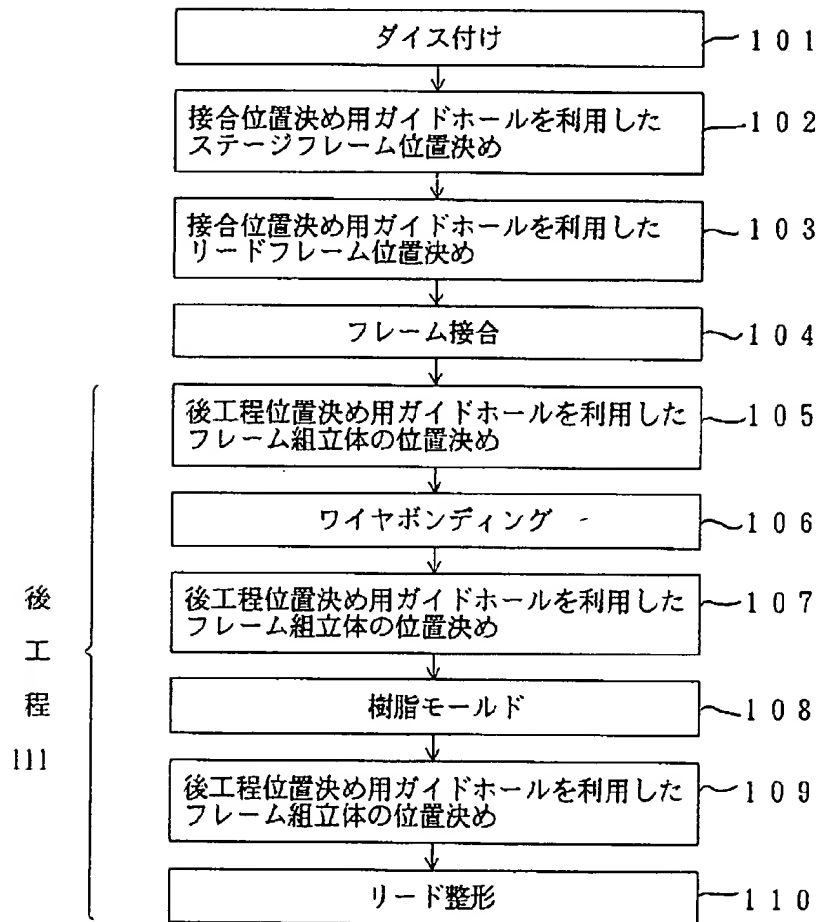 ダイス付け
101
接合位置決め用ガイドホールを利用した
ステージフレーム位置決め
102
接合位置決め用ガイドホールを利用した
リードフレーム位置決め
103
フレーム接合
104
後工程位置決め用ガイドホールを利用した
フレーム組立体の位置決め
105
ワイヤボンディング
106
後工程位置決め用ガイドホールを利用した
フレーム組立体の位置決め
107
樹脂モールド
108
後工程位置決め用ガイドホールを利用した
フレーム組立体の位置決め
109
リード整形
110
後工程
111